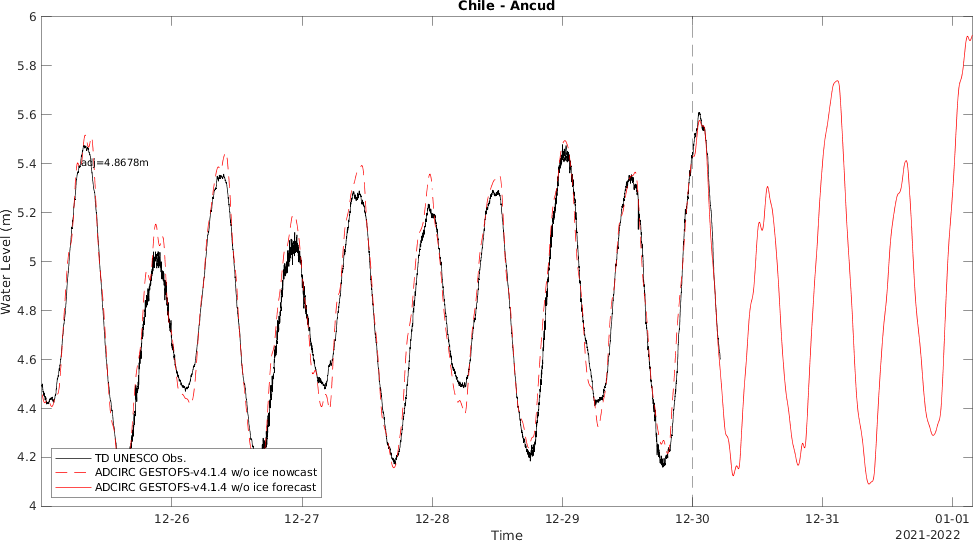 Chile - Ancud
6
5.8
5.6
5.4
5.2
5
4.8
4.6
4.4
4.2
4
Water Level (m)
adj=4.8678m
TD UNESCO Obs.
ADCIRC GESTOFS-v4.1.4 w/o ice nowcast
ADCIRC GESTOFS-v4.1.4 w/o ice forecast
12-26
12-27
12-28
12-29
12-30
12-31
01-01
Time
2021-2022